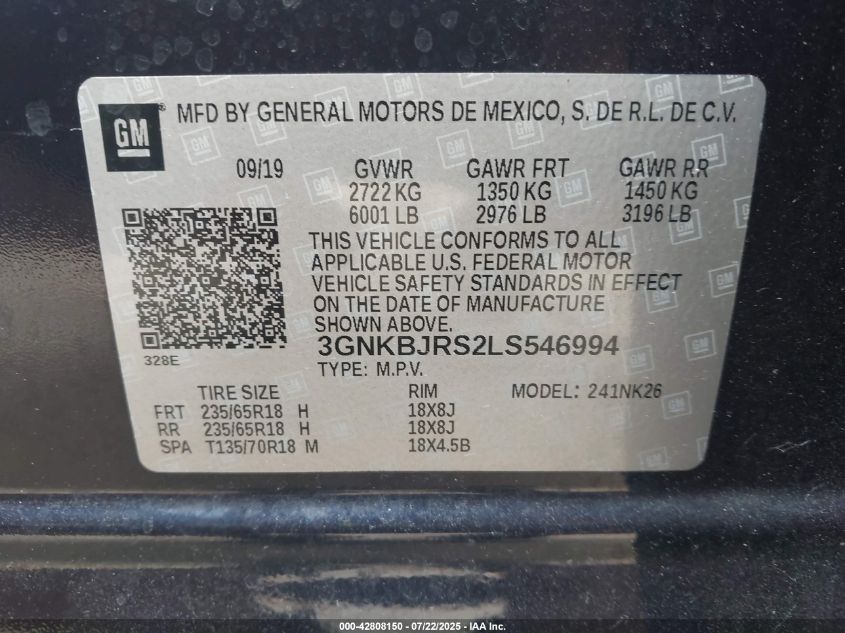 GM ® MFD BY GENERAL MOTORS DE MEXICO, S. DE R.L. DE C.V.
09/19 GVWR GAWR FRT GAWR RR
2722 KG 1350 KG 1450 KG
6001 LB 2976 LB 3196 LB
THIS VEHICLE CONFORMS TO ALL
APPLICABLE U.S. FEDERAL MOTOR
VEHICLE SAFETY STANDARDS IN EFFECT
ON THE DATE OF MANUFACTURE
SHOWN ABOVE.
328E
3GNKBJRS2LS546994
TYPE: M.P.V.
TIRE SIZE RIM MODEL: 241NK26
FRT 235/65R18 H 18X8J
RR 235/65R18 H 18X8J
SPA T135/70R18 M 18X4.5B
000-42808150 - 07/22/2025 - IAA Inc.